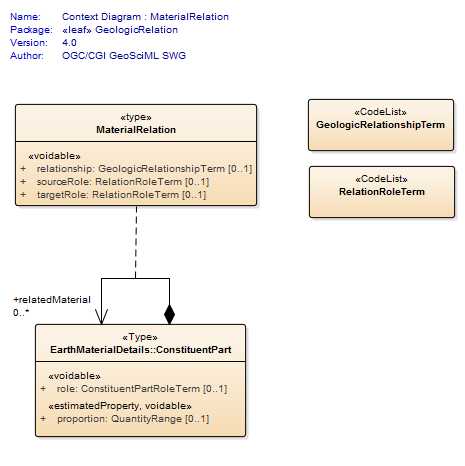 Name: Context Diagram : MaterialRelation
Package: «leaf» GeologicRelation
Version: 4.0
Author: OGC/CGI GeoSciML SWG
«type»
MaterialRelation
«voidable»
+ relationship: GeologicRelationshipTerm [0..1]
+ sourceRole: RelationRoleTerm [0..1]
+ targetRole: RelationRoleTerm [0..1]
«CodeList»
GeologicRelationshipTerm
«CodeList»
RelationRoleTerm
+relatedMaterial
0..*
«Type»
EarthMaterialDetails::ConstituentPart
«voidable»
+ role: ConstituentPartRoleTerm [0..1]
«estimatedProperty, voidable»
+ proportion: QuantityRange [0..1]